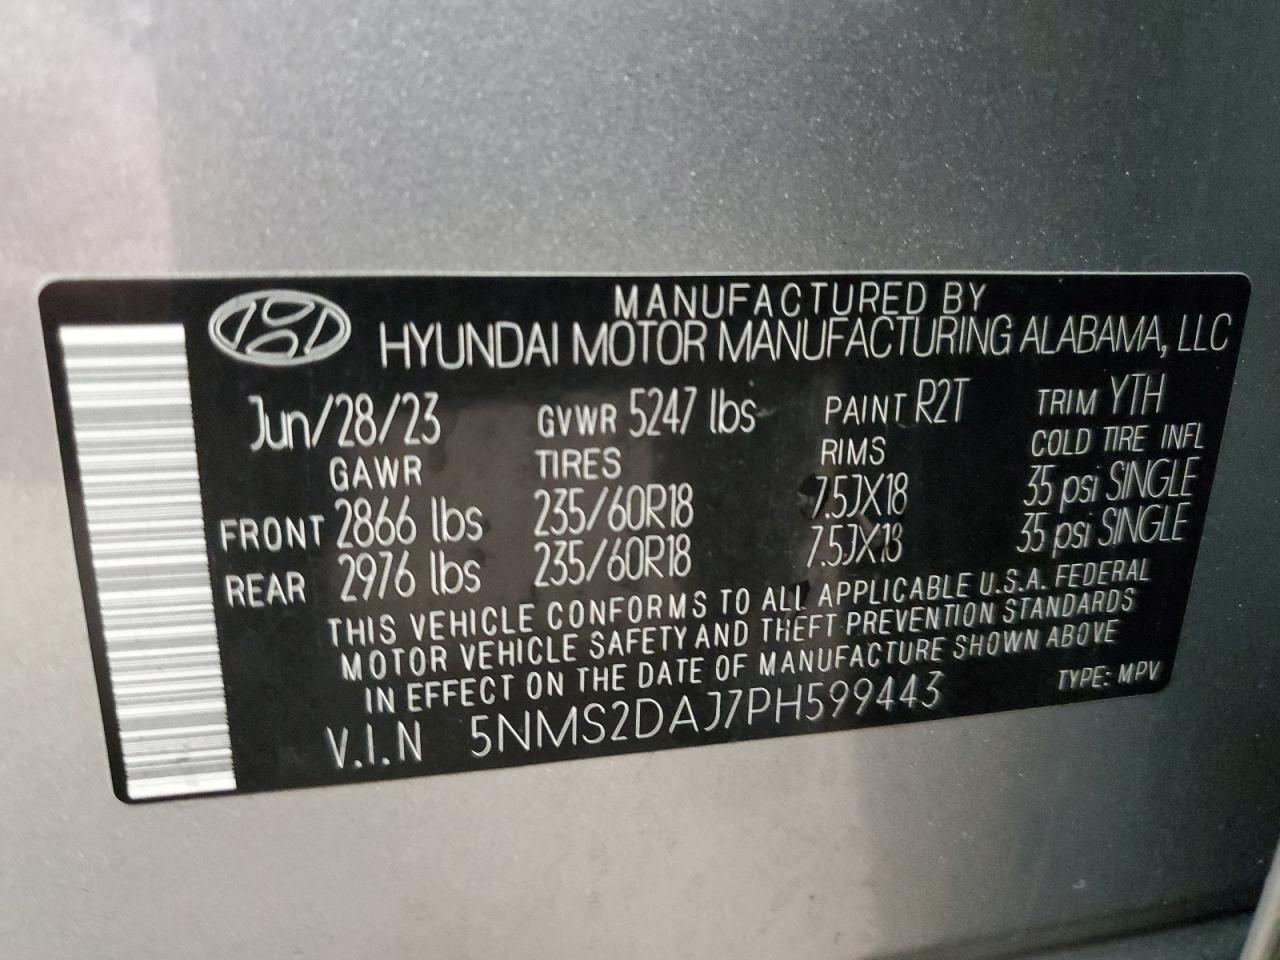 MANUFACTURED BY
HYUNDAI MOTOR MANUFACTURING ALABAMA, LLC
Jun/28/23 GVWR 5247 lbs PAINT R2T TRIM YTH
GAWR TIRES RIMS COLD TIRE INFL
FRONT 2866 lbs 235/60R18 7.5JX18 35 psi SINGLE
REAR 2976 lbs 235/60R18 7.5JX18 35 psi SINGLE
THIS VEHICLE CONFORMS TO ALL APPLICABLE U.S.A. FEDERAL
MOTOR VEHICLE SAFETY AND THEFT PREVENTION STANDARDS
IN EFFECT ON THE DATE OF MANUFACTURE SHOWN ABOVE
V.I.N 5NMS2DAJ7PH599443 TYPE: MPV